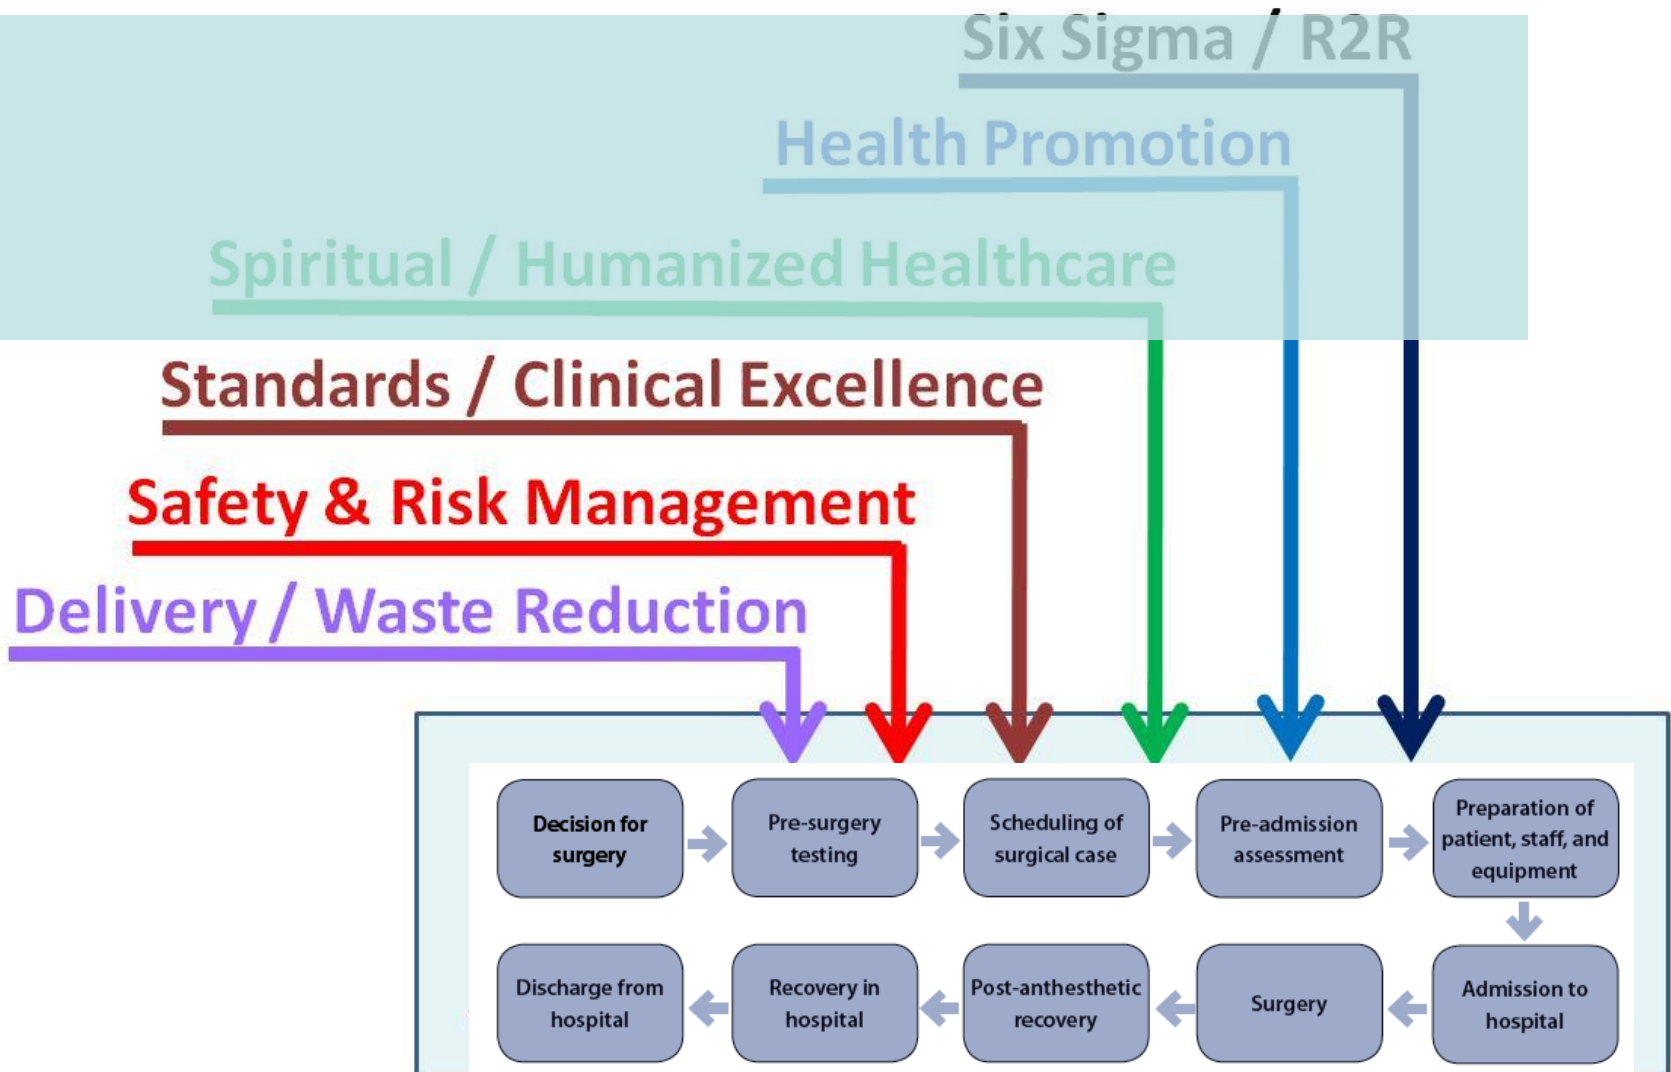 Six Sigma / R2R
Health Promotion
Spiritual / Humanized Healthcare
Standards / Clinical Excellence
Safety & Risk Management
Delivery / Waste Reduction
Decision for
surgery
Pre-surgery
testing
Scheduling of
surgical case
Pre-admission
assessment
Preparation of
patient, staff, and
equipment
Discharge from
hospital
Recovery in
hospital
Post-anthesthetic
recovery
Surgery
Admission to
hospital